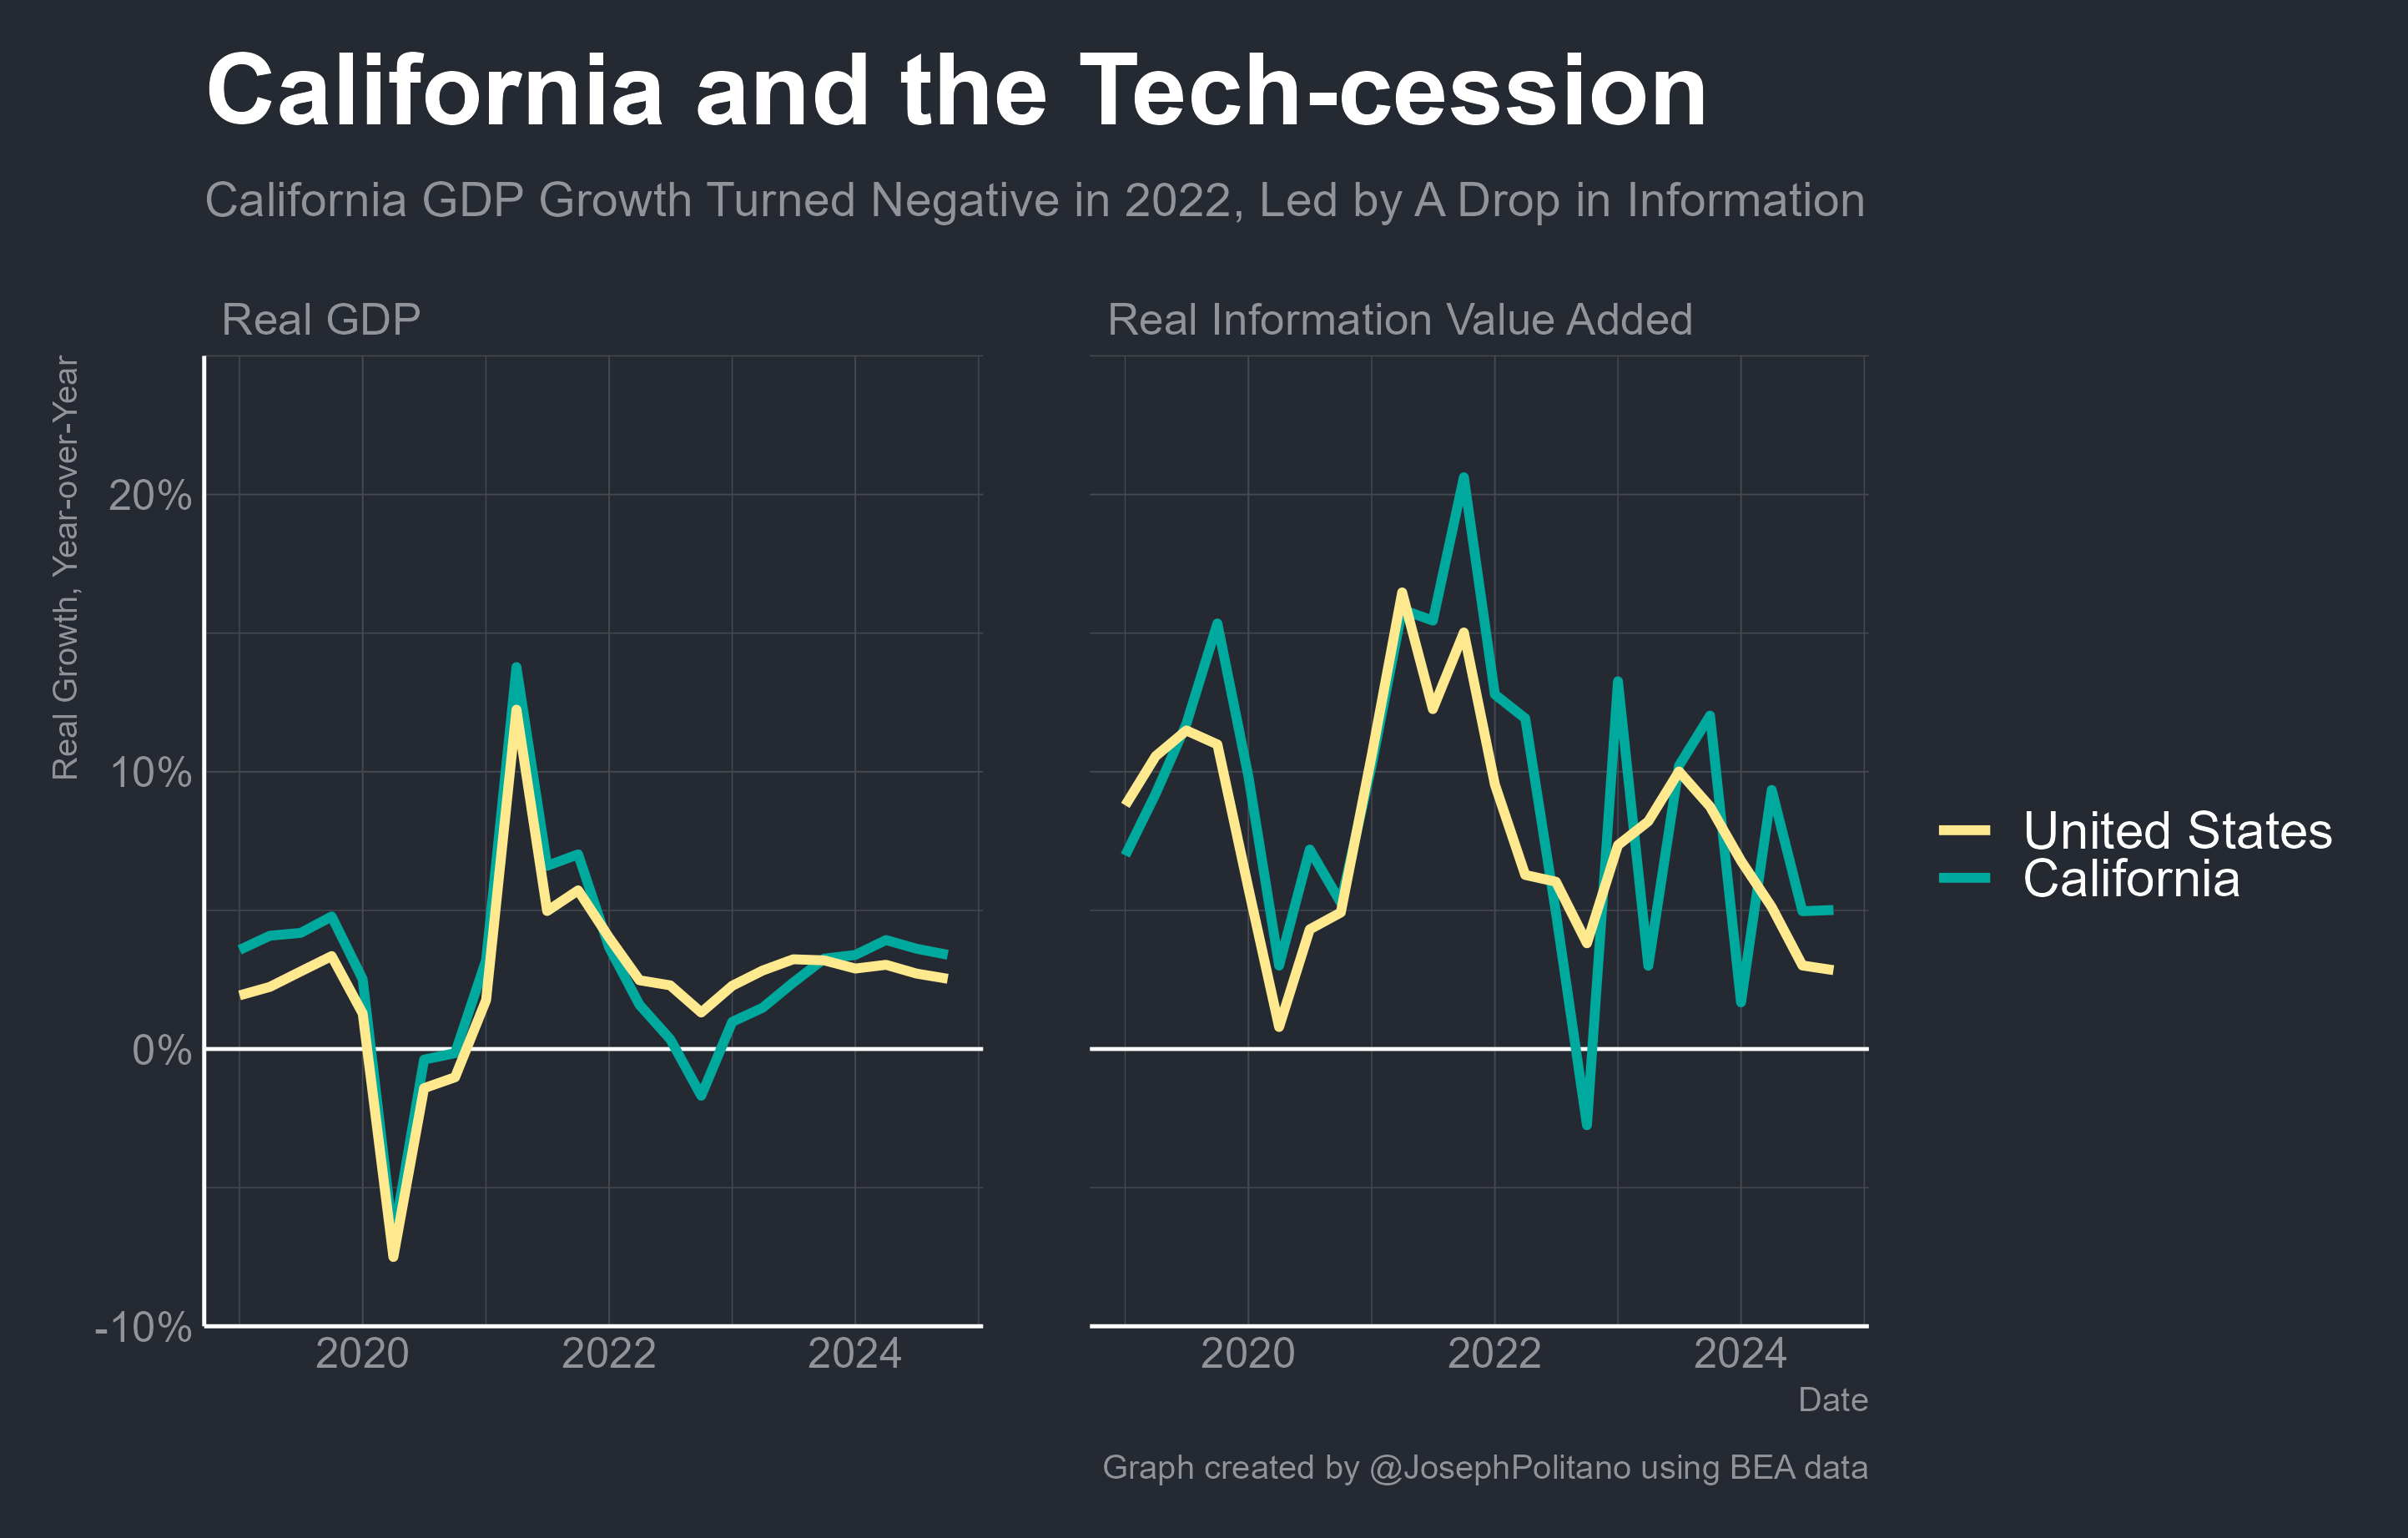 California and the Tech-cession
California GDP Growth Turned Negative in 2022, Led by A Drop in Information
Real GDP
Real Information Value Added
Real Growth, Year-over-Year
20%
10%
0%
-10%
2020
2022
2024
2020
2022
2024
Date
United States
California
Graph created by @JosephPolitano using BEA data